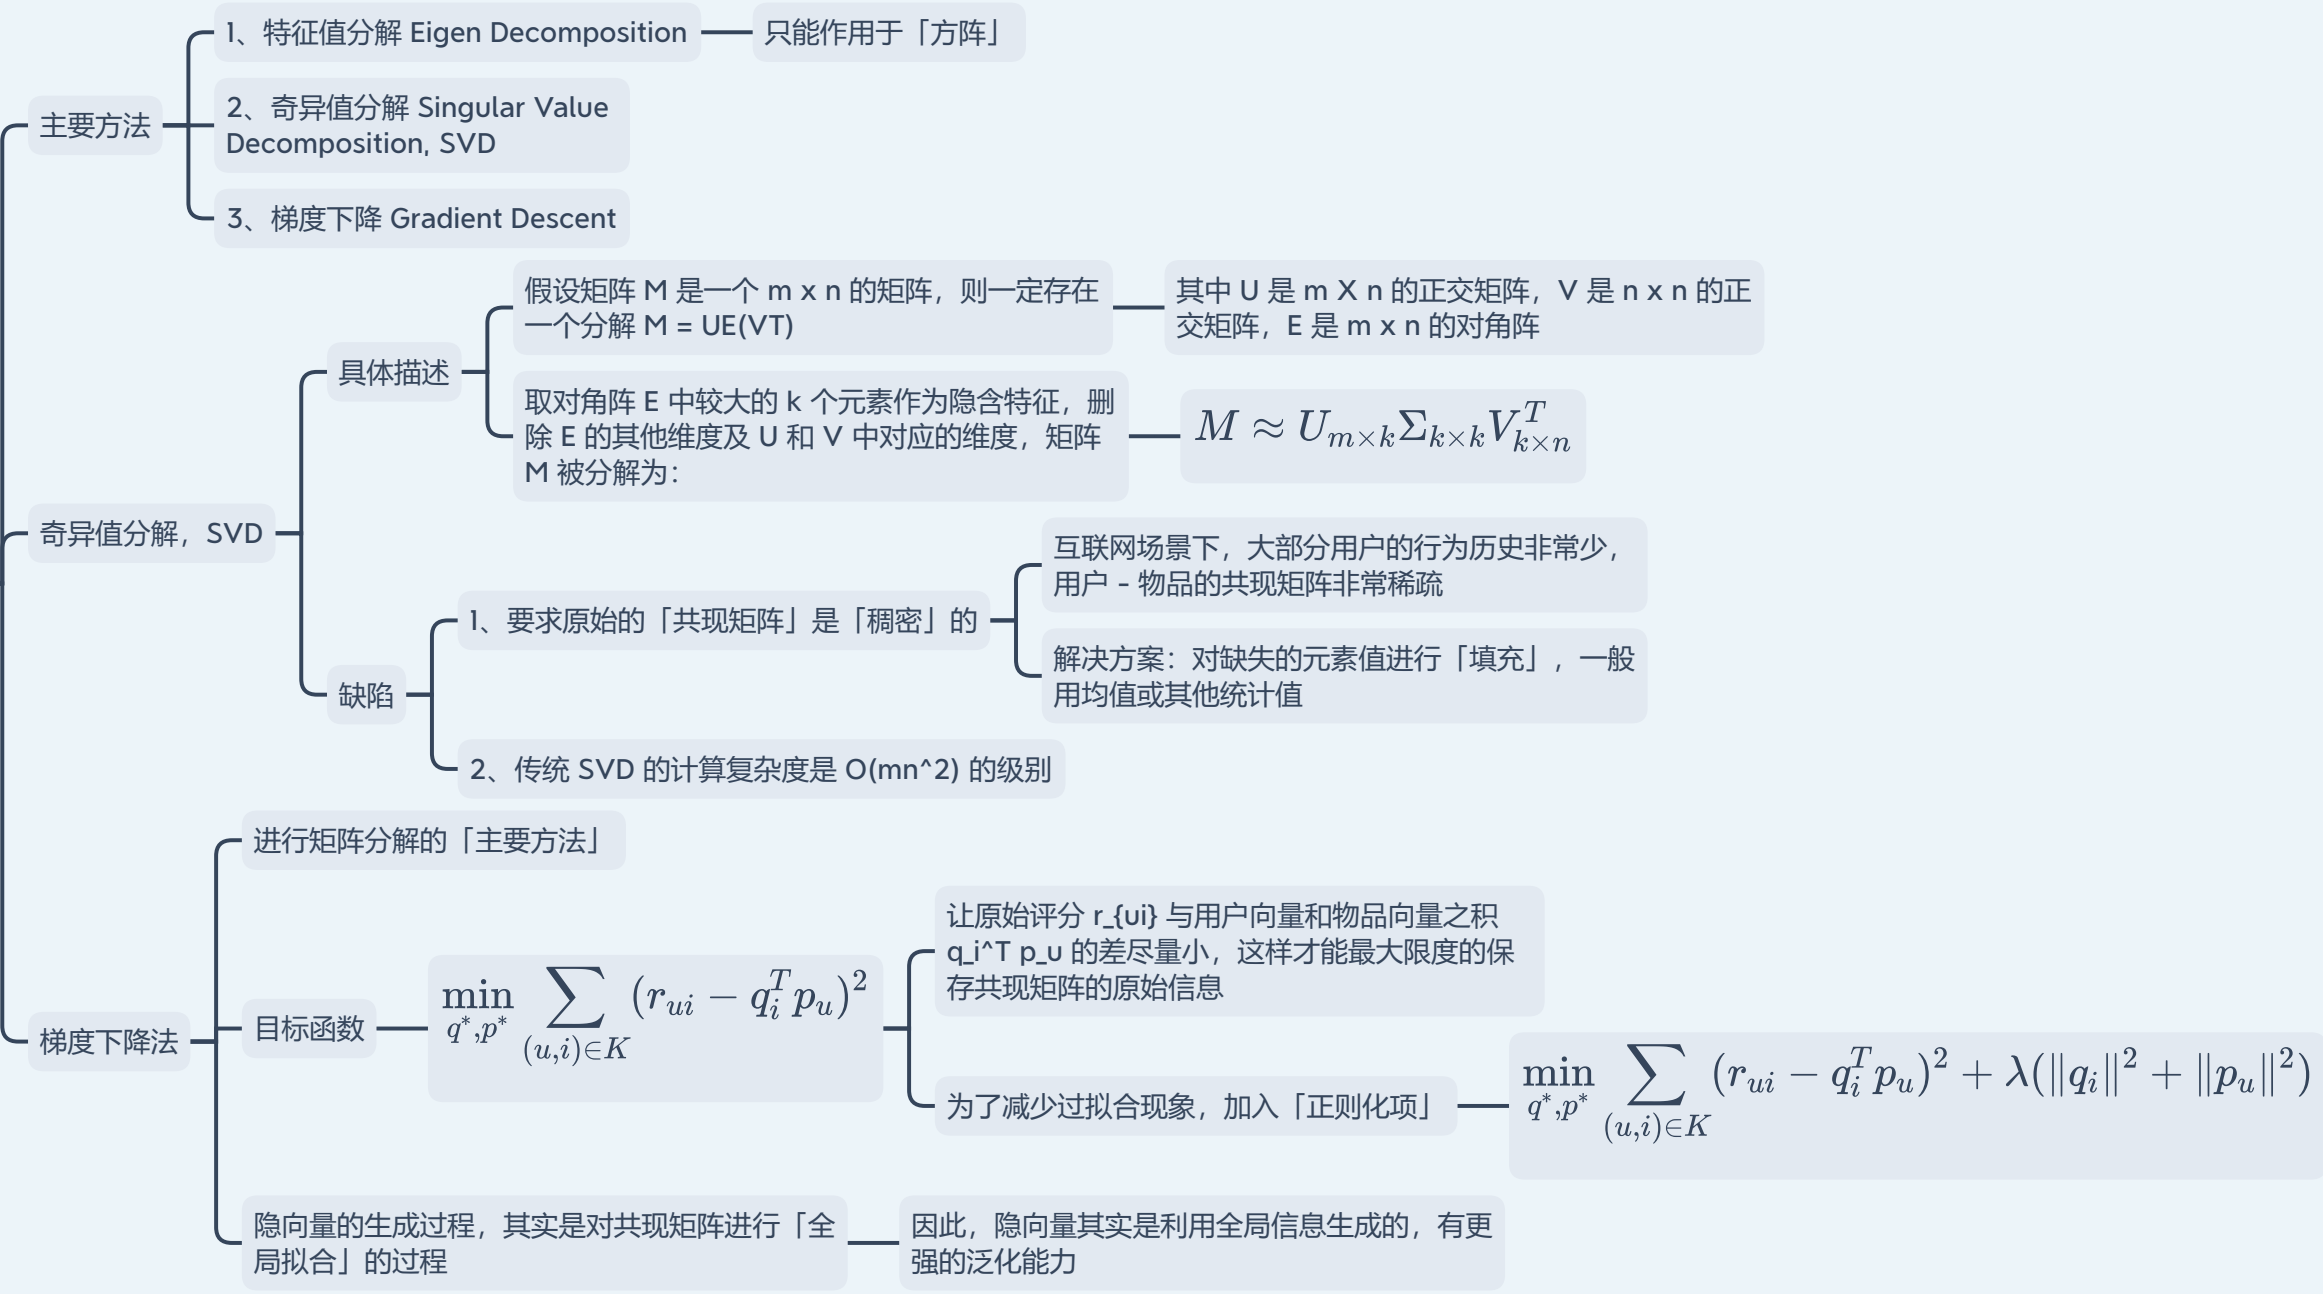 1、特征值分解 Eigen Decomposition
只能作用于「方阵」
主要方法
2、奇异值分解 Singular Value
Decomposition, SVD
3、梯度下降 Gradient Descent
奇异值分解，SVD
具体描述
假设矩阵 M 是一个 m x n 的矩阵，则一定存在
一个分解 M = UE(VT)
其中 U 是 m X n 的正交矩阵，V 是 n x n 的正
交矩阵，E 是 m x n 的对角阵
取对角阵 E 中较大的 k 个元素作为隐含特征，删
除 E 的其他维度及 U 和 V 中对应的维度，矩阵
M 被分解为：
M ≈ U_{m×k}Σ_{k×k}V_{k×n}^T
缺陷
1、要求原始的「共现矩阵」是「稠密」的
互联网场景下，大部分用户的行为历史非常少，
用户 - 物品的共现矩阵非常稀疏
解决方案：对缺失的元素值进行「填充」，一般
用均值或其他统计值
2、传统 SVD 的计算复杂度是 O(mn^2) 的级别
梯度下降法
进行矩阵分解的「主要方法」
目标函数
\min_{q^*,p^*} \sum_{(u,i)∈K} (r_{ui} − q_i^T p_u)^2
让原始评分 r_{ui} 与用户向量和物品向量之积
q_i^T p_u 的差尽量小，这样才能最大限度的保
存共现矩阵的原始信息
为了减少过拟合现象，加入「正则化项」
\min_{q^*,p^*} \sum_{(u,i)∈K} (r_{ui} − q_i^T p_u)^2 + λ(‖q_i‖^2 + ‖p_u‖^2)
隐向量的生成过程，其实是对共现矩阵进行「全
局拟合」的过程
因此，隐向量其实是利用全局信息生成的，有更
强的泛化能力